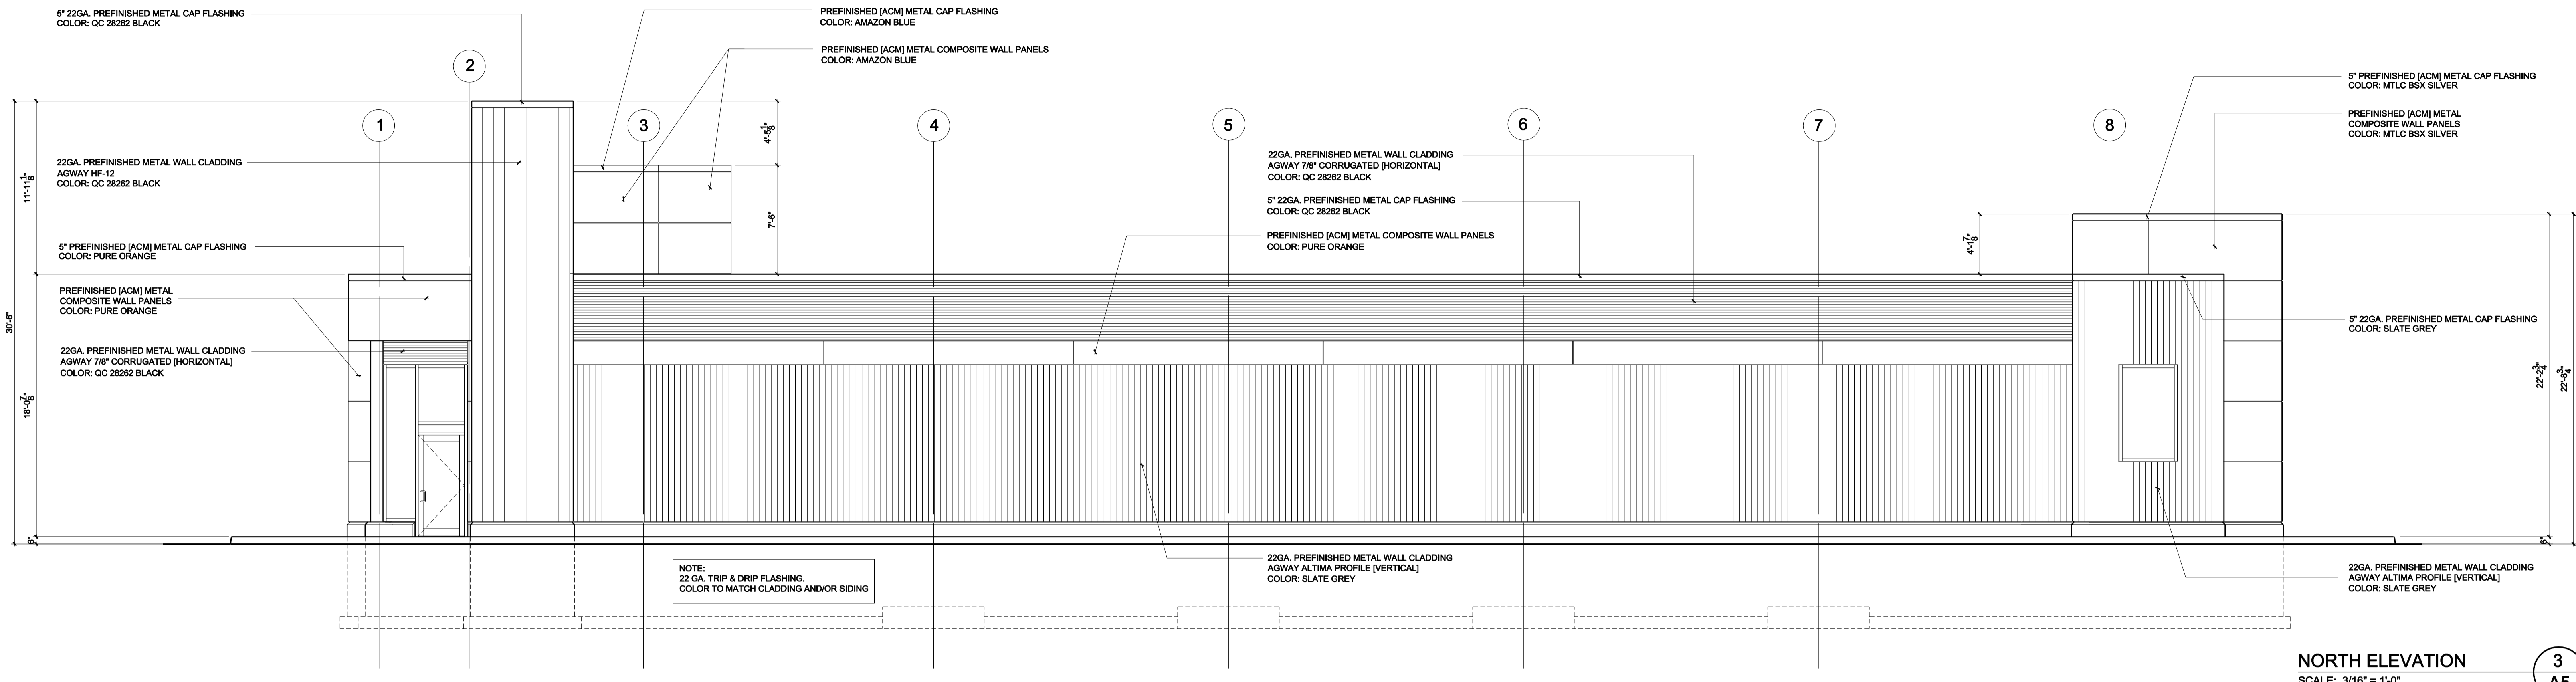 5" 22GA. PREFINISHED METAL CAP FLASHING
COLOR: QC 28262 BLACK
PREFINISHED [ACM] METAL CAP FLASHING
COLOR: AMAZON BLUE
PREFINISHED [ACM] METAL COMPOSITE WALL PANELS
COLOR: AMAZON BLUE
5" PREFINISHED [ACM] METAL CAP FLASHING
COLOR: MTLC BSX SILVER
PREFINISHED [ACM] METAL
COMPOSITE WALL PANELS
COLOR: MTLC BSX SILVER
1
2
3
4
5
6
7
8
22GA. PREFINISHED METAL WALL CLADDING
AGWAY HF-12
COLOR: QC 28262 BLACK
22GA. PREFINISHED METAL WALL CLADDING
AGWAY 7/8" CORRUGATED [HORIZONTAL]
COLOR: QC 28262 BLACK
5" 22GA. PREFINISHED METAL CAP FLASHING
COLOR: QC 28262 BLACK
PREFINISHED [ACM] METAL COMPOSITE WALL PANELS
COLOR: PURE ORANGE
5" PREFINISHED [ACM] METAL CAP FLASHING
COLOR: PURE ORANGE
PREFINISHED [ACM] METAL
COMPOSITE WALL PANELS
COLOR: PURE ORANGE
22GA. PREFINISHED METAL WALL CLADDING
AGWAY 7/8" CORRUGATED [HORIZONTAL]
COLOR: QC 28262 BLACK
5" 22GA. PREFINISHED METAL CAP FLASHING
COLOR: SLATE GREY
30'-6"
11'-11 1/8"
18'-0 7/8"
6"
4'-5 1/8"
7'-6"
4'-1 7/8"
22'-2 3/4"
22'-8 3/4"
6"
NOTE:
22 GA. TRIP & DRIP FLASHING.
COLOR TO MATCH CLADDING AND/OR SIDING
22GA. PREFINISHED METAL WALL CLADDING
AGWAY ALTIMA PROFILE [VERTICAL]
COLOR: SLATE GREY
22GA. PREFINISHED METAL WALL CLADDING
AGWAY ALTIMA PROFILE [VERTICAL]
COLOR: SLATE GREY
NORTH ELEVATION
SCALE: 3/16" = 1'-0"
3
A5